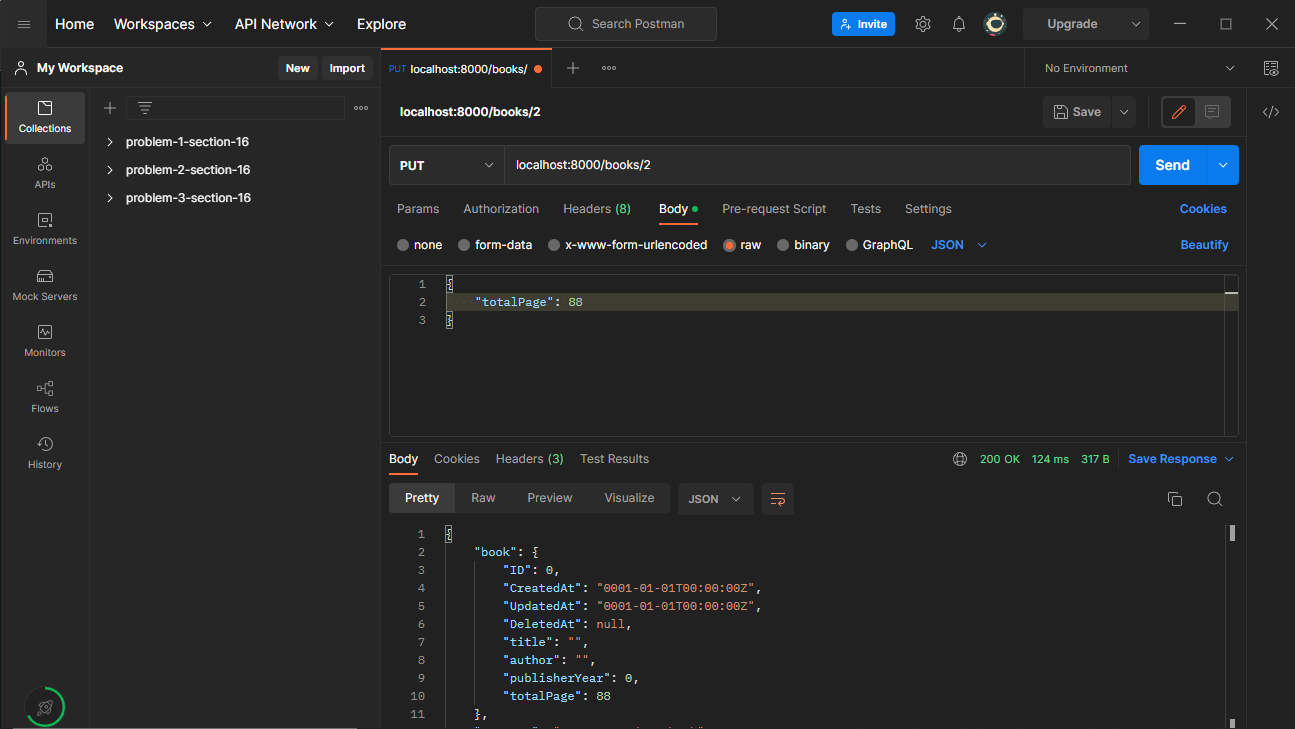 Home Workspaces API Network Explore Search Postman Invite Upgrade
My Workspace New Import PUT localhost:8000/books/ No Environment
Collections
APIs
Environments
Mock Servers
Monitors
Flows
History
problem-1-section-16
problem-2-section-16
problem-3-section-16
localhost:8000/books/2 Save </>
PUT localhost:8000/books/2 Send
Params Authorization Headers (8) Body Pre-request Script Tests Settings Cookies
none form-data x-www-form-urlencoded raw binary GraphQL JSON Beautify
1 {
2 "totalPage": 88
3 }
Body Cookies Headers (3) Test Results 200 OK 124 ms 317 B Save Response
Pretty Raw Preview Visualize JSON
1 {
2 "book": {
3 "ID": 0,
4 "CreatedAt": "0001-01-01T00:00:00Z",
5 "UpdatedAt": "0001-01-01T00:00:00Z",
6 "DeletedAt": null,
7 "title": "",
8 "author": "",
9 "publisherYear": 0,
10 "totalPage": 88
11 },